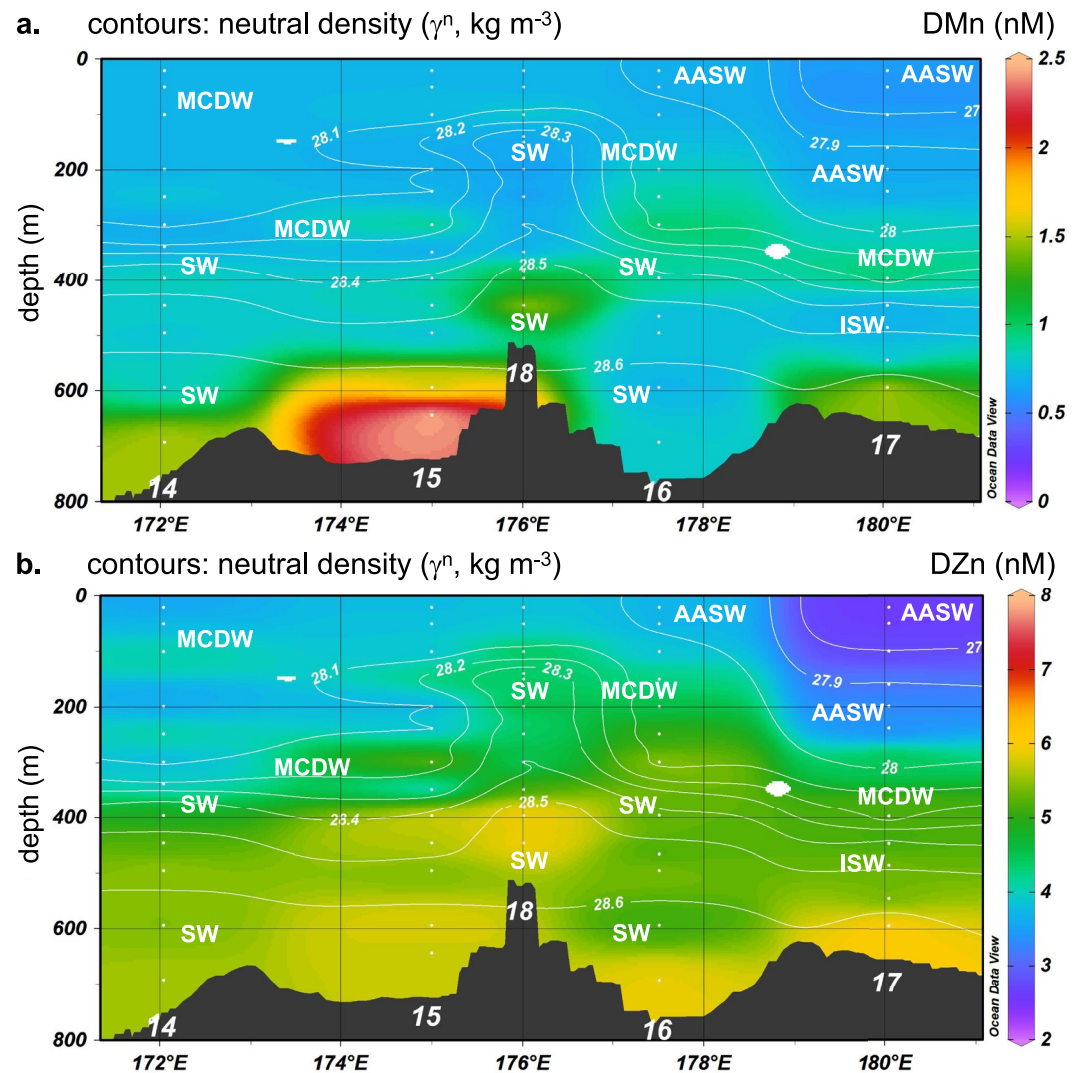 a. contours: neutral density (γⁿ, kg m⁻³) DMn (nM)
0 AASW AASW 2.5
MCDW 27
28.1 28.2 28.3 27.9
SW MCDW 2
200 AASW
MCDW 28 1.5
SW 28.5 SW MCDW
400 28.4
SW ISW 1
depth (m)
18 28.6
600 SW SW 0.5
17
14 15 16 Ocean Data View
800 0
172°E 174°E 176°E 178°E 180°E
b. contours: neutral density (γⁿ, kg m⁻³) DZn (nM)
0 AASW AASW 8
MCDW 27
28.1 28.2 28.3 27.9 7
SW MCDW
200 AASW 6
MCDW 28
SW 28.5 SW MCDW 5
400 28.4
SW ISW 4
depth (m)
18 28.6
600 SW SW 3
17
14 15 16 Ocean Data View
800 2
172°E 174°E 176°E 178°E 180°E